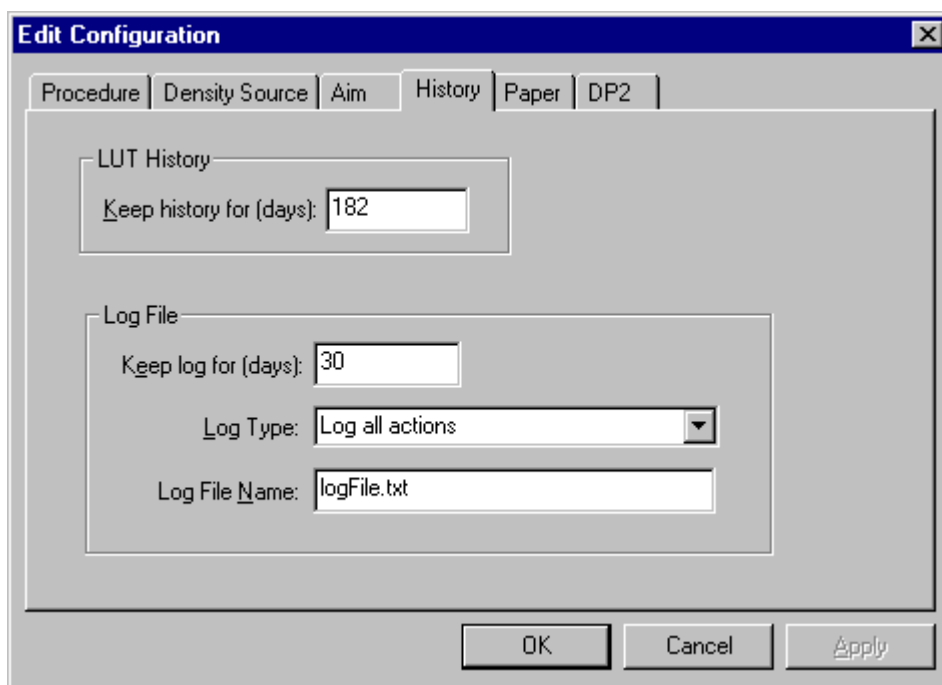 Edit Configuration
Procedure Density Source Aim History Paper DP2
LUT History
Keep history for (days): 182
Log File
Keep log for (days): 30
Log Type: Log all actions
Log File Name: logFile.txt
OK Cancel Apply